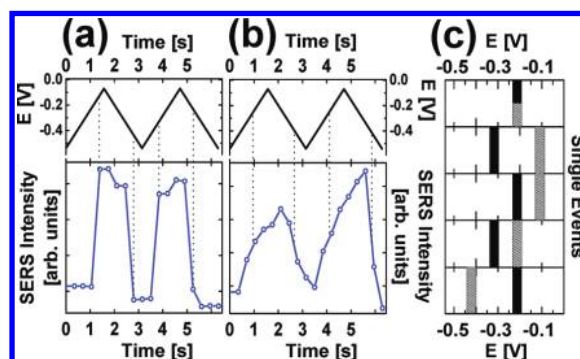 (a) Time [s] (b) Time [s] (c) E [V]
0 1 2 3 4 5 0 1 2 3 4 5 -0.5 -0.3 -0.1
E [V]
0.0
-0.2
-0.4
0.0
-0.2
-0.4
E [V]
SERS Intensity
[arb. units]
SERS Intensity
[arb. units]
Single Events
0 1 2 3 4 5 6 0 1 2 3 4 5 6 -0.5 -0.3 -0.1
Time [s] Time [s] E [V]